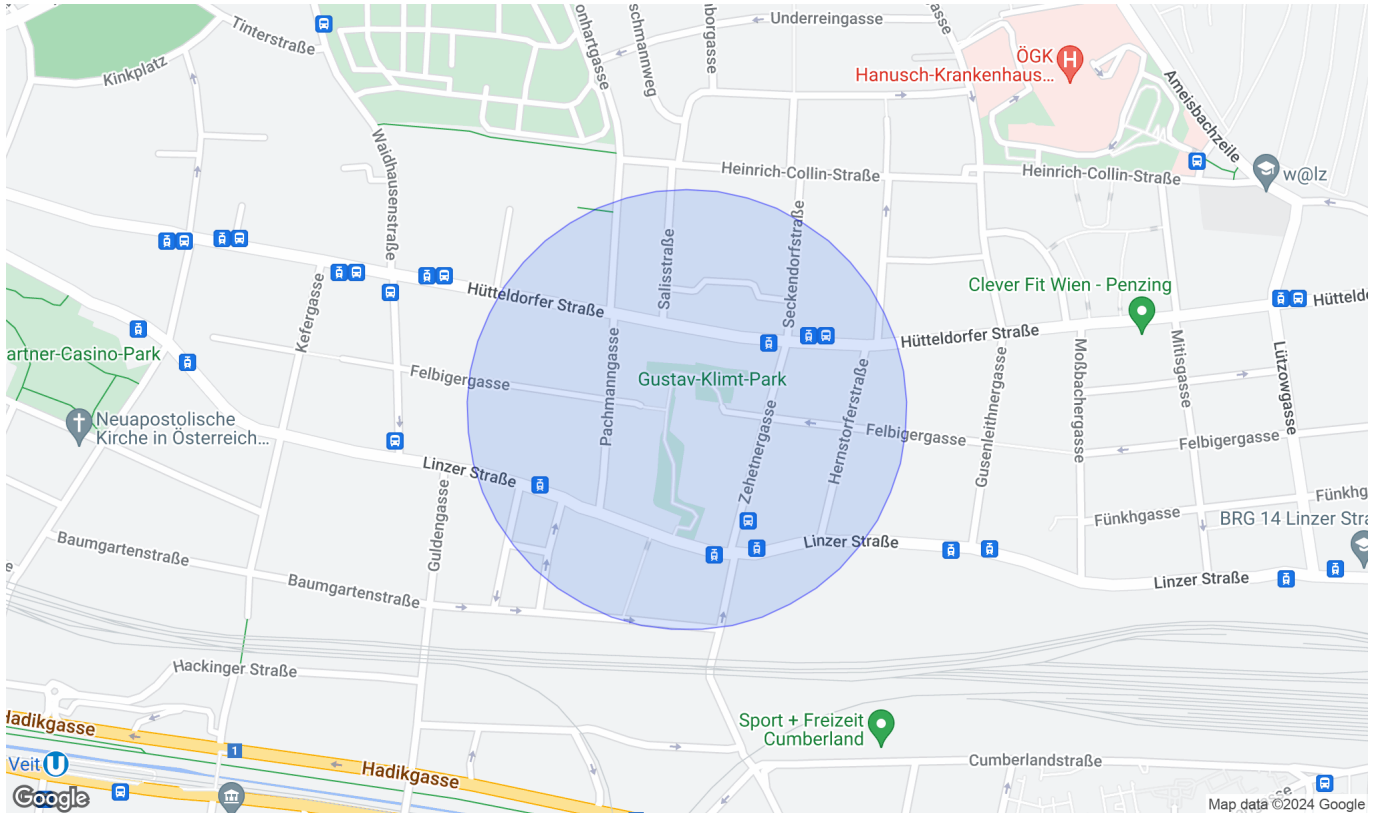 Underreingasse
Tinterstraße
Kinkplatz
ÖGK
Hanusch-Krankenhaus...
Ameisbachzeile
w@lz
Waidhausenstraße
Heinrich-Collin-Straße
Heinrich-Collin-Straße
Salisstraße
Seckendorfstraße
Clever Fit Wien - Penzing
Hütteldorfer Straße
Hütteldorfer Straße
Hütteld
Kefergasse
artner-Casino-Park
Pachmanngasse
Gustav-Klimt-Park
Felbigergasse
Mitisgasse
Lützowgasse
Moßbachergasse
Gusenleithnergasse
Hernstorferstraße
Zehetnergasse
Felbigergasse
Felbigergasse
Neuapostolische
Kirche in Österreich...
Linzer Straße
Guldengasse
Fünkhg
Fünkhgasse
BRG 14 Linzer Stra
Linzer Straße
Linzer Straße
Baumgartenstraße
Baumgartenstraße
Hackinger Straße
Hadikgasse
1
Hadikgasse
Veit U
Sport + Freizeit
Cumberland
Cumberlandstraße
Google
Map data ©2024 Google